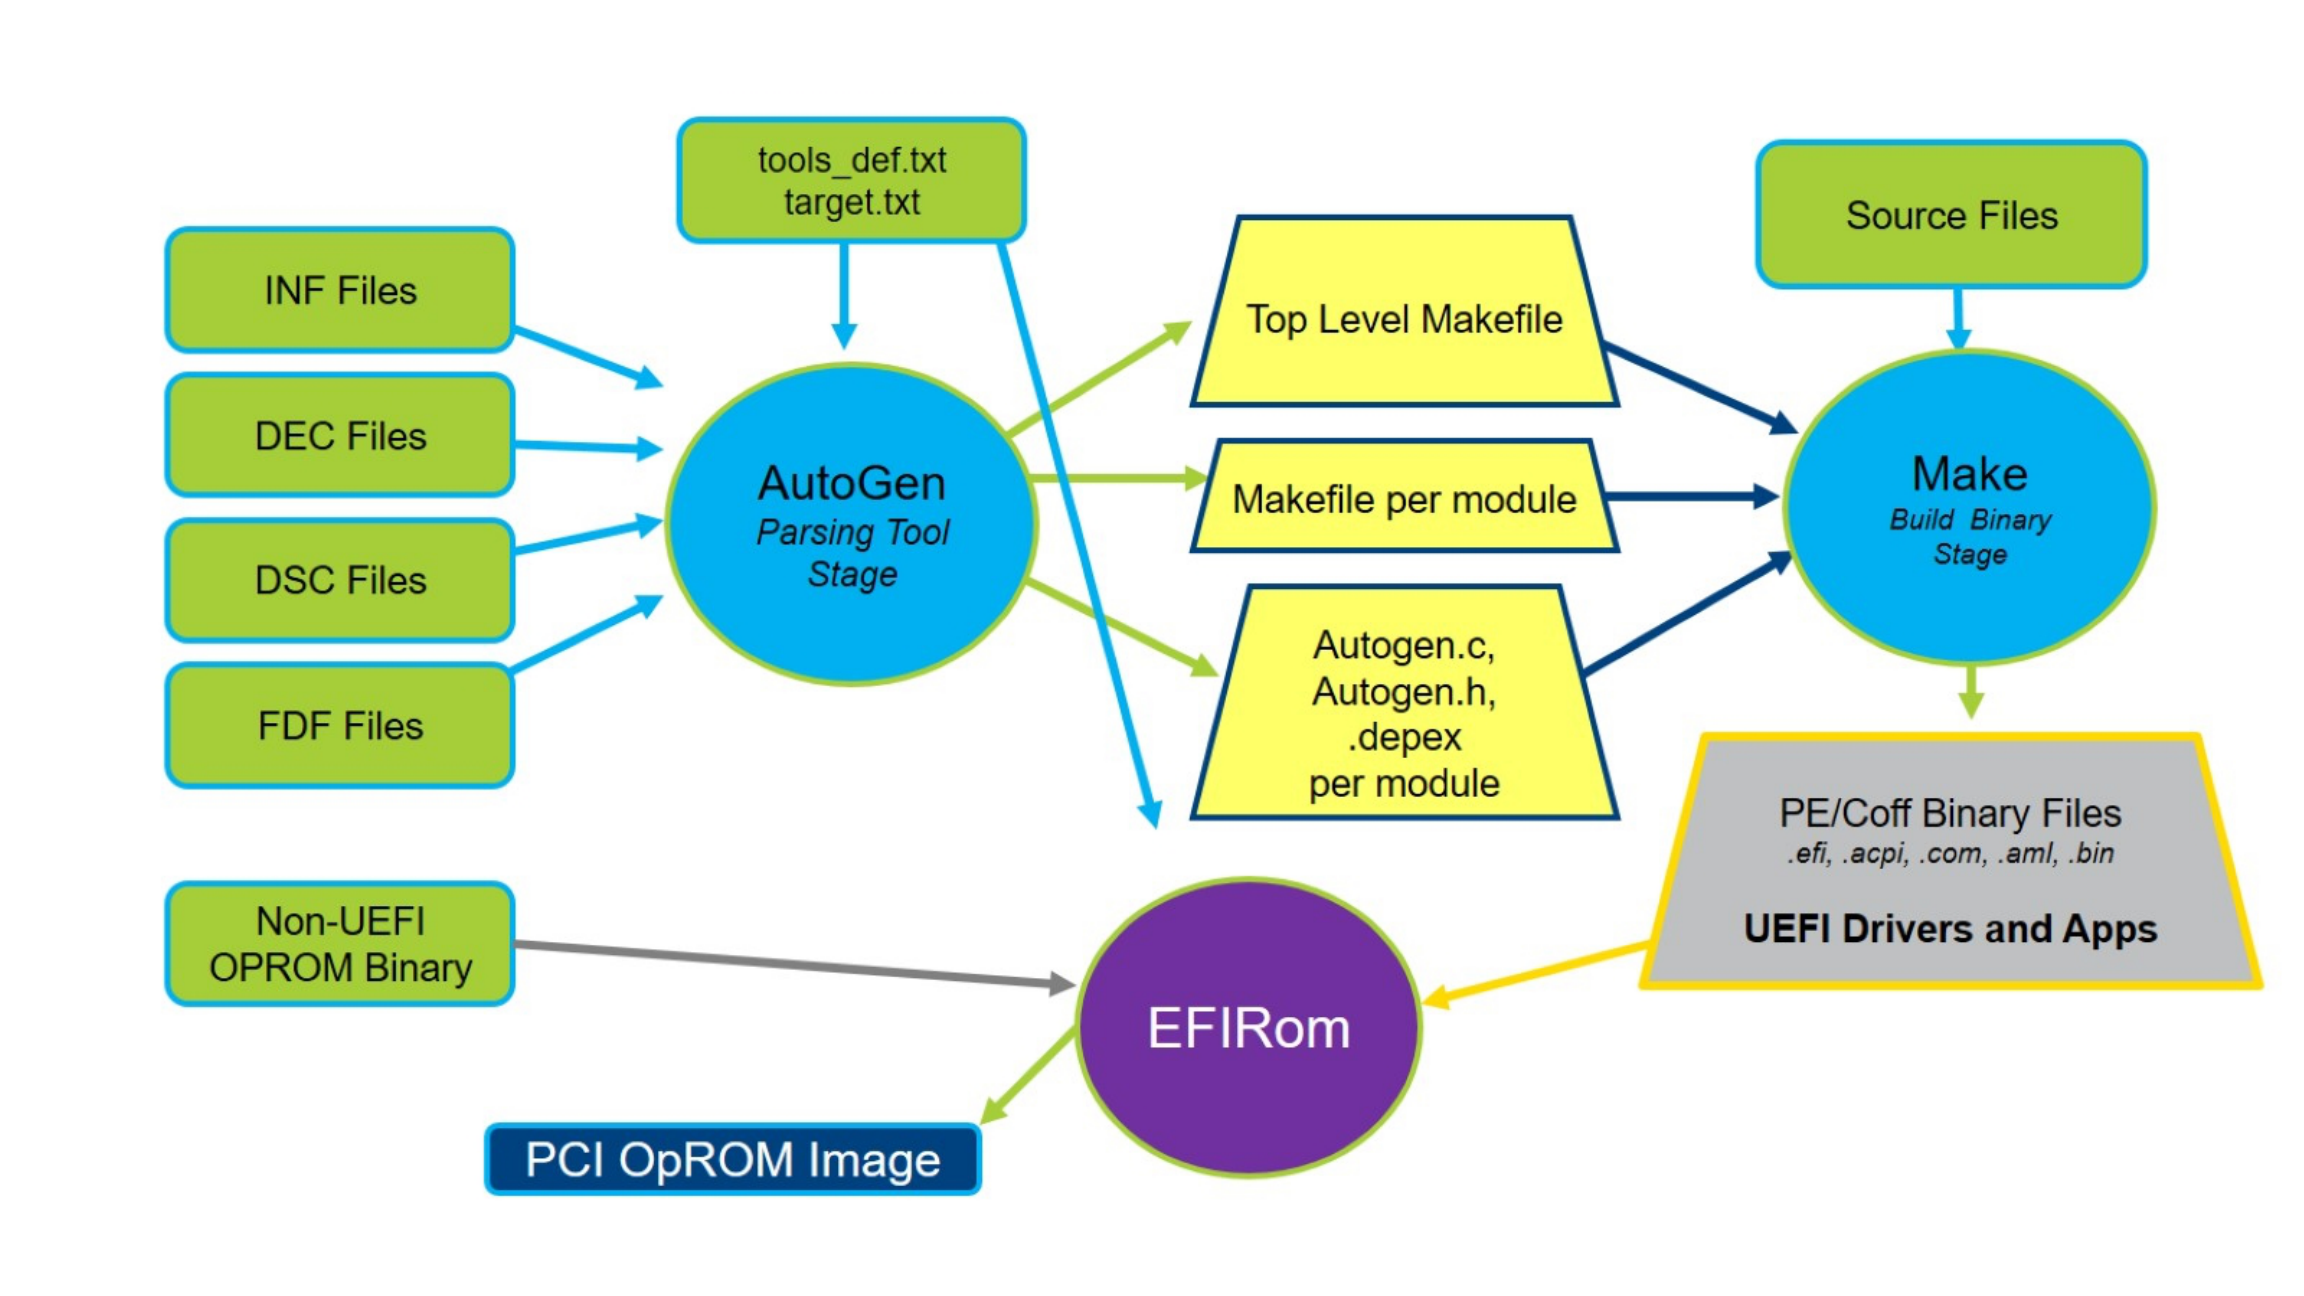 tools_def.txt
target.txt
Source Files
INF Files
Top Level Makefile
DEC Files
AutoGen
Parsing Tool
Stage
Makefile per module
Make
Build Binary
Stage
DSC Files
Autogen.c,
Autogen.h,
.depex
per module
FDF Files
PE/Coff Binary Files
.efi, .acpi, .com, .aml, .bin
UEFI Drivers and Apps
Non-UEFI
OPROM Binary
EFIRom
PCI OpROM Image